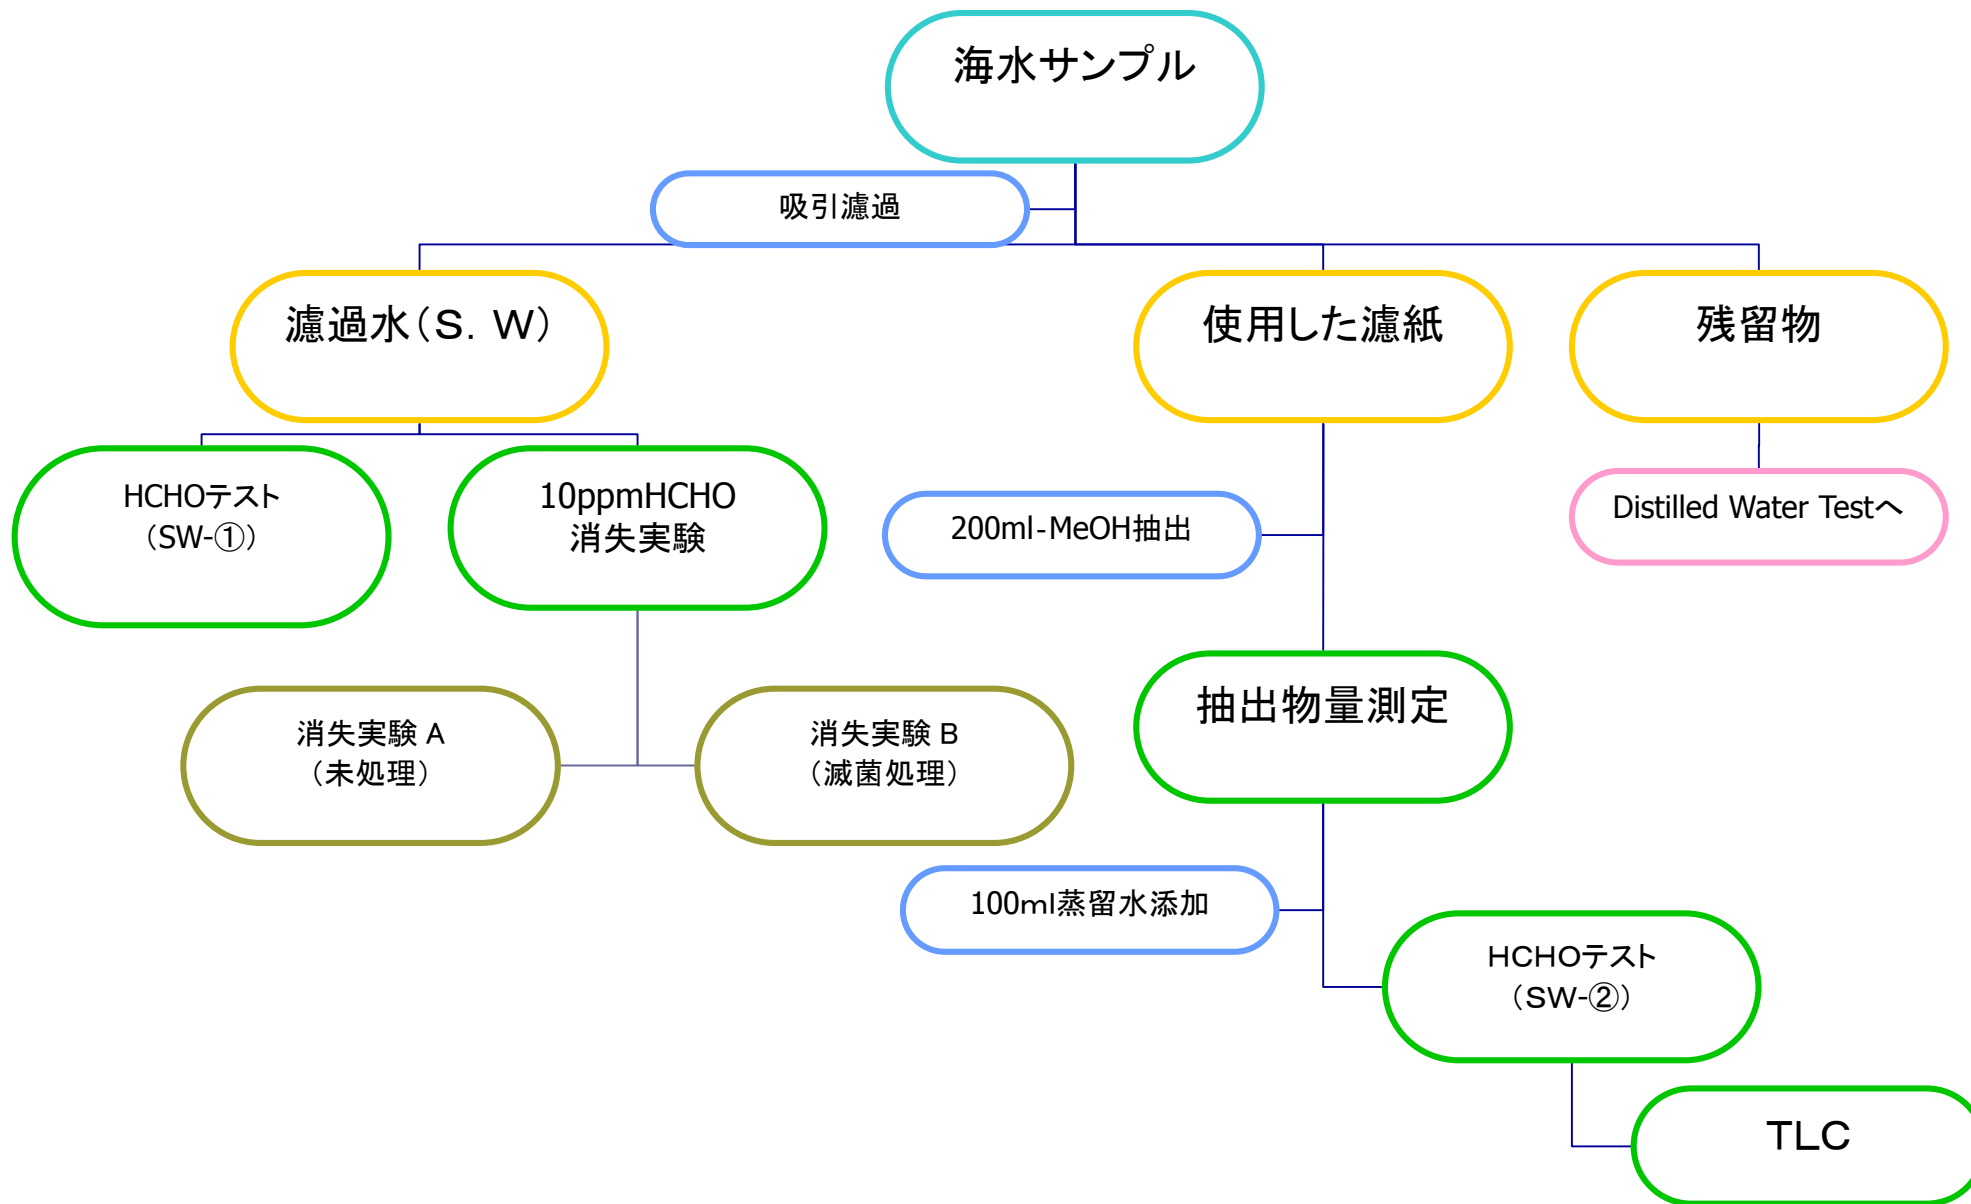 海水サンプル
吸引濾過
濾過水（Ｓ．Ｗ）
使用した濾紙
残留物
HCHOテスト
（SW-①）
10ppmHCHO
消失実験
200ml-MeOH抽出
Distilled Water Testへ
抽出物量測定
消失実験 A
（未処理）
消失実験 B
（滅菌処理）
100ｍl蒸留水添加
HCHOテスト
（SW-②）
TLC